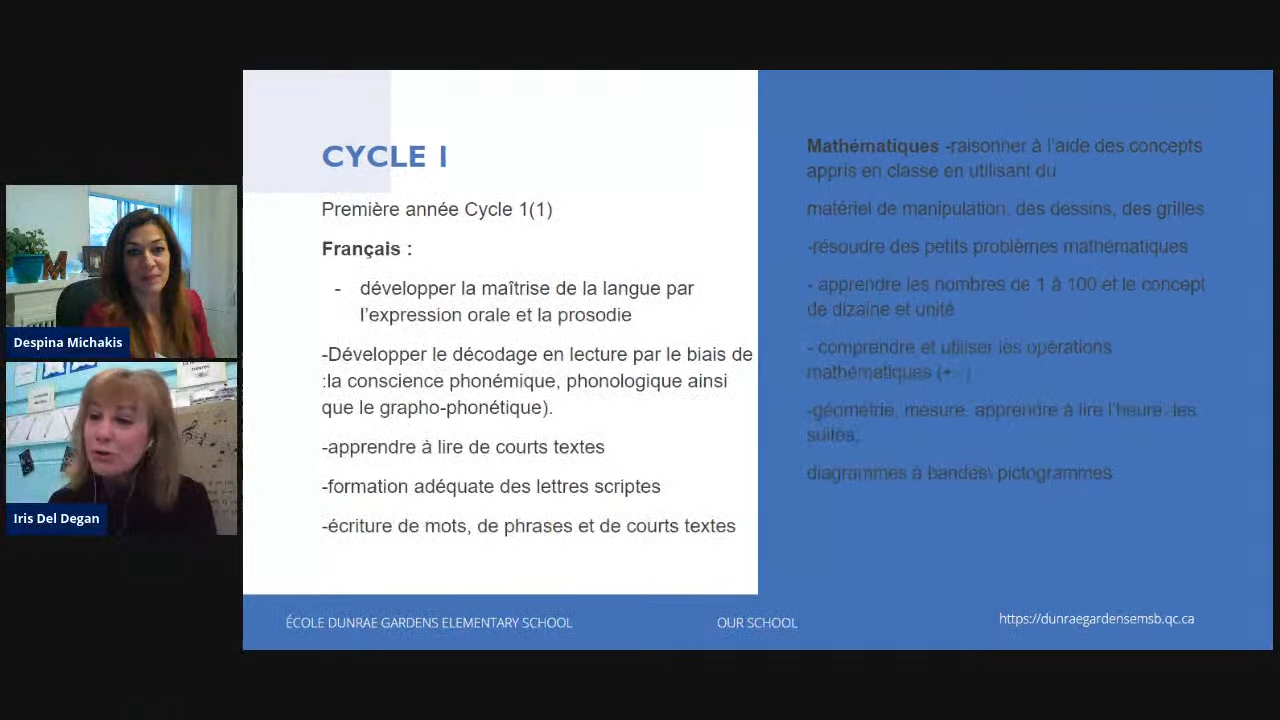 Despina Michakis
Iris Del Degan
CYCLE 1
Première année Cycle 1(1)
Français :
- développer la maîtrise de la langue par
l'expression orale et la prosodie
-Développer le décodage en lecture par le biais de
:la conscience phonémique, phonologique ainsi
que le grapho-phonétique).
-apprendre à lire de courts textes
-formation adéquate des lettres scriptes
-écriture de mots, de phrases et de courts textes
Mathématiques -raisonner à l'aide des concepts
appris en classe en utilisant du
matériel de manipulation, des dessins, des grilles
-résoudre des petits problèmes mathématiques
- apprendre les nombres de 1 à 100 et le concept
de dizaine et unité
- comprendre et utiliser les opérations
mathématiques (+ - )
-géométrie, mesure, apprendre à lire l'heure, les
suites,
diagrammes à bandes\ pictogrammes
ÉCOLE DUNRAE GARDENS ELEMENTARY SCHOOL
OUR SCHOOL
https://dunraegardensemsb.qc.ca